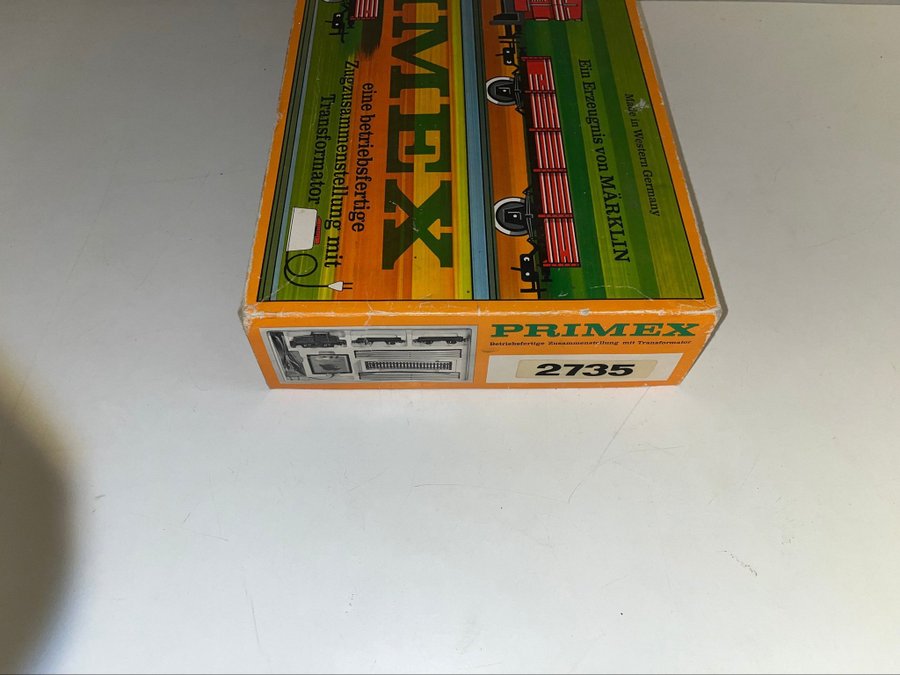 IMEX
eine betriebsfertige
Zugzusammenstellung mit
Transformator
Ein Erzeugnis von MÄRKLIN
Made in Western Germany
PRIMEX
Betriebsfertige Zusammenstellung mit Transformator
2735